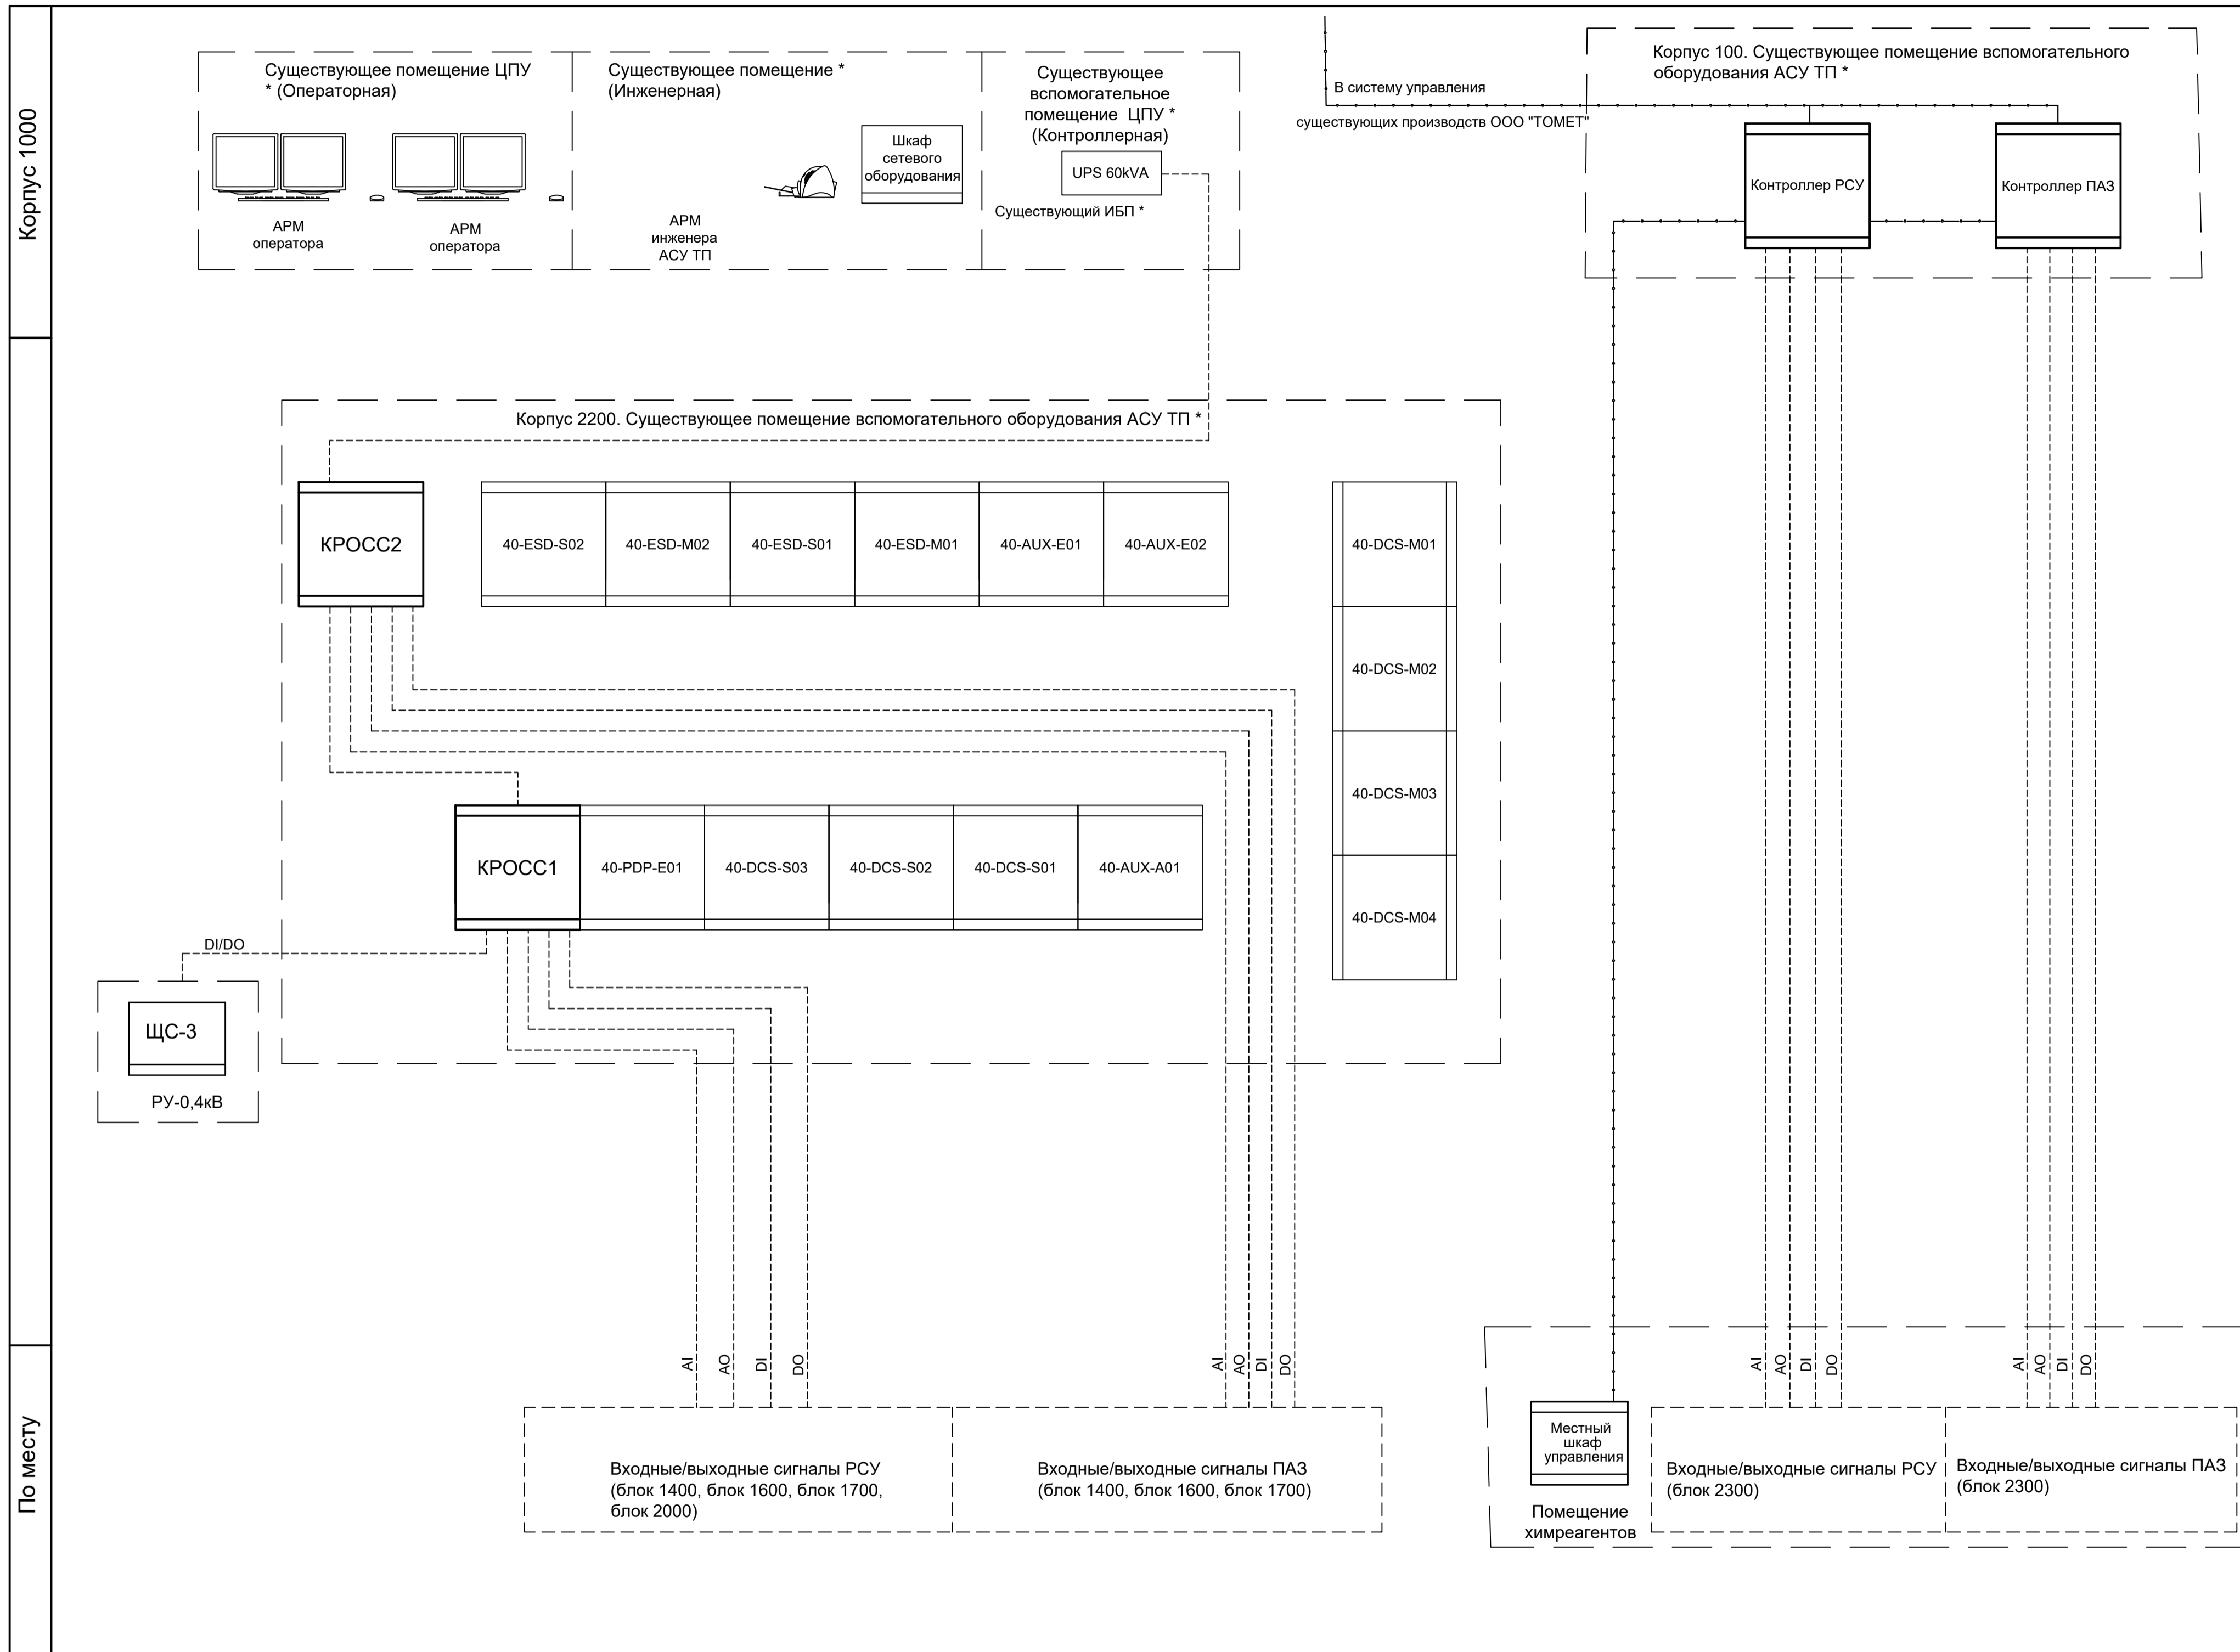 Корпус 1000
Существующее помещение ЦПУ
* (Операторная)
АРМ
оператора
АРМ
оператора
Существующее помещение *
(Инженерная)
АРМ
инженера
АСУ ТП
Шкаф
сетевого
оборудования
Существующее
вспомогательное
помещение ЦПУ *
(Контроллерная)
UPS 60kVA
Существующий ИБП *
В систему управления
существующих производств ООО "ТОМЕТ"
Корпус 100. Существующее помещение вспомогательного
оборудования АСУ ТП *
Контроллер РСУ
Контроллер ПАЗ
Корпус 2200. Существующее помещение вспомогательного оборудования АСУ ТП *
КРОСС2
40-ESD-S02
40-ESD-M02
40-ESD-S01
40-ESD-M01
40-AUX-E01
40-AUX-E02
40-DCS-M01
40-DCS-M02
40-DCS-M03
40-DCS-M04
КРОСС1
40-PDP-E01
40-DCS-S03
40-DCS-S02
40-DCS-S01
40-AUX-A01
DI/DO
ЩС-3
РУ-0,4кВ
По месту
AI
AO
DI
DO
AI
AO
DI
DO
AI
AO
DI
DO
AI
AO
DI
DO
Входные/выходные сигналы РСУ
(блок 1400, блок 1600, блок 1700,
блок 2000)
Входные/выходные сигналы ПАЗ
(блок 1400, блок 1600, блок 1700)
Местный
шкаф
управления
Помещение
химреагентов
Входные/выходные сигналы РСУ
(блок 2300)
Входные/выходные сигналы ПАЗ
(блок 2300)